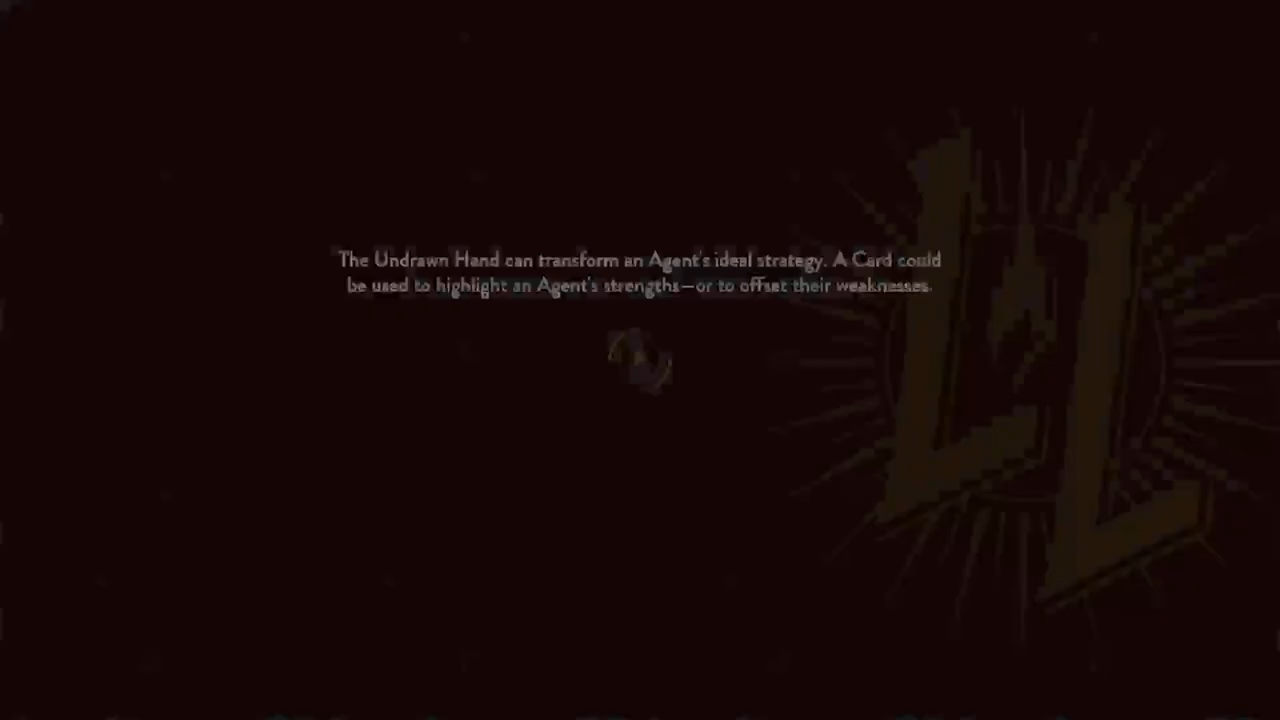 The Undrawn Hand can transform an Agent's ideal strategy. A Card could
be used to highlight an Agent's strengths—or to offset their weaknesses.
LL